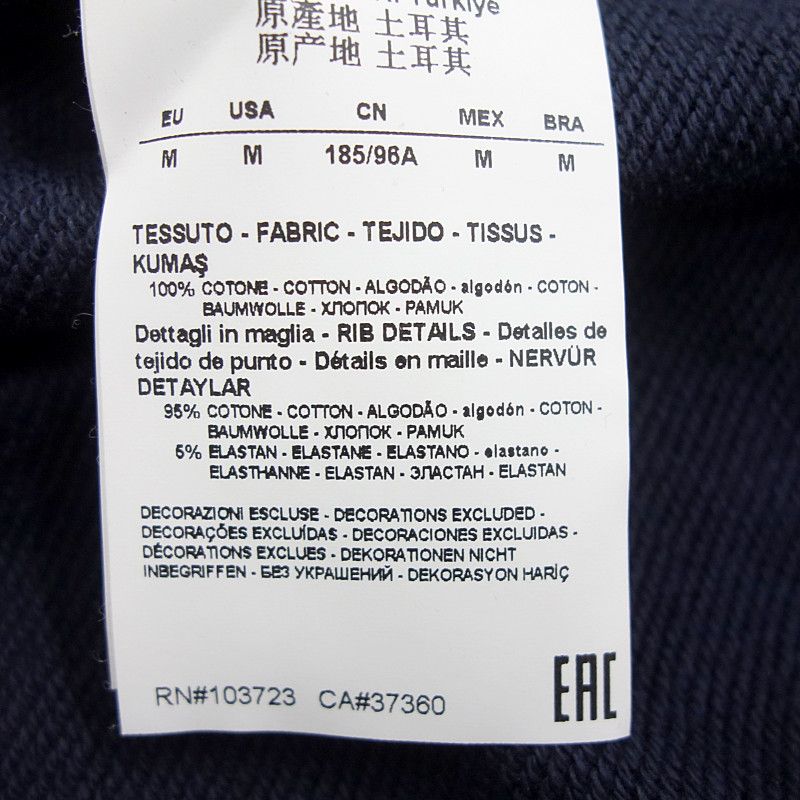 Türkiye
原產地 土耳其
原产地 土耳其
EU USA CN MEX BRA
M M 185/96A M M
TESSUTO - FABRIC - TEJIDO - TISSUS -
KUMAŞ
100% COTONE - COTTON - ALGODÃO - algodón - COTON -
BAUMWOLLE - ХЛОПОК - PAMUK
Dettagli in maglia - RIB DETAILS - Detalles de
tejido de punto - Détails en maille - NERVÜR
DETAYLAR
95% COTONE - COTTON - ALGODÃO - algodón - COTON -
BAUMWOLLE - ХЛОПОК - PAMUK
5% ELASTAN - ELASTANE - ELASTANO - elastano -
ELASTHANNE - ELASTAN - ЭЛАСТАН - ELASTAN
DECORAZIONI ESCLUSE - DECORATIONS EXCLUDED -
DECORAÇÕES EXCLUÍDAS - DECORACIONES EXCLUIDAS -
DÉCORATIONS EXCLUES - DEKORATIONEN NICHT
INBEGRIFFEN - БЕЗ УКРАШЕНИЙ - DEKORASYON HARİÇ
RN#103723 CA#37360
EAC